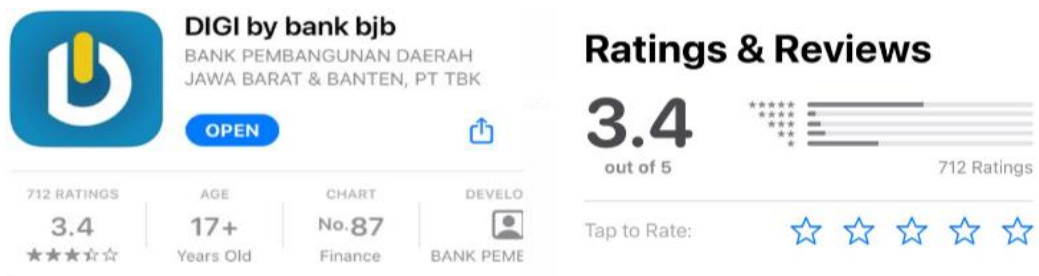 DIGI by bank bjb
BANK PEMBANGUNAN DAERAH
JAWA BARAT & BANTEN, PT TBK
OPEN
712 RATINGS
3.4
★★★☆☆
AGE
17+
Years Old
CHART
No.87
Finance
DEVELO
BANK PEME
Ratings & Reviews
3.4
out of 5
★★★★★
★★★★
★★★
★★
★
712 Ratings
Tap to Rate:
☆ ☆ ☆ ☆ ☆